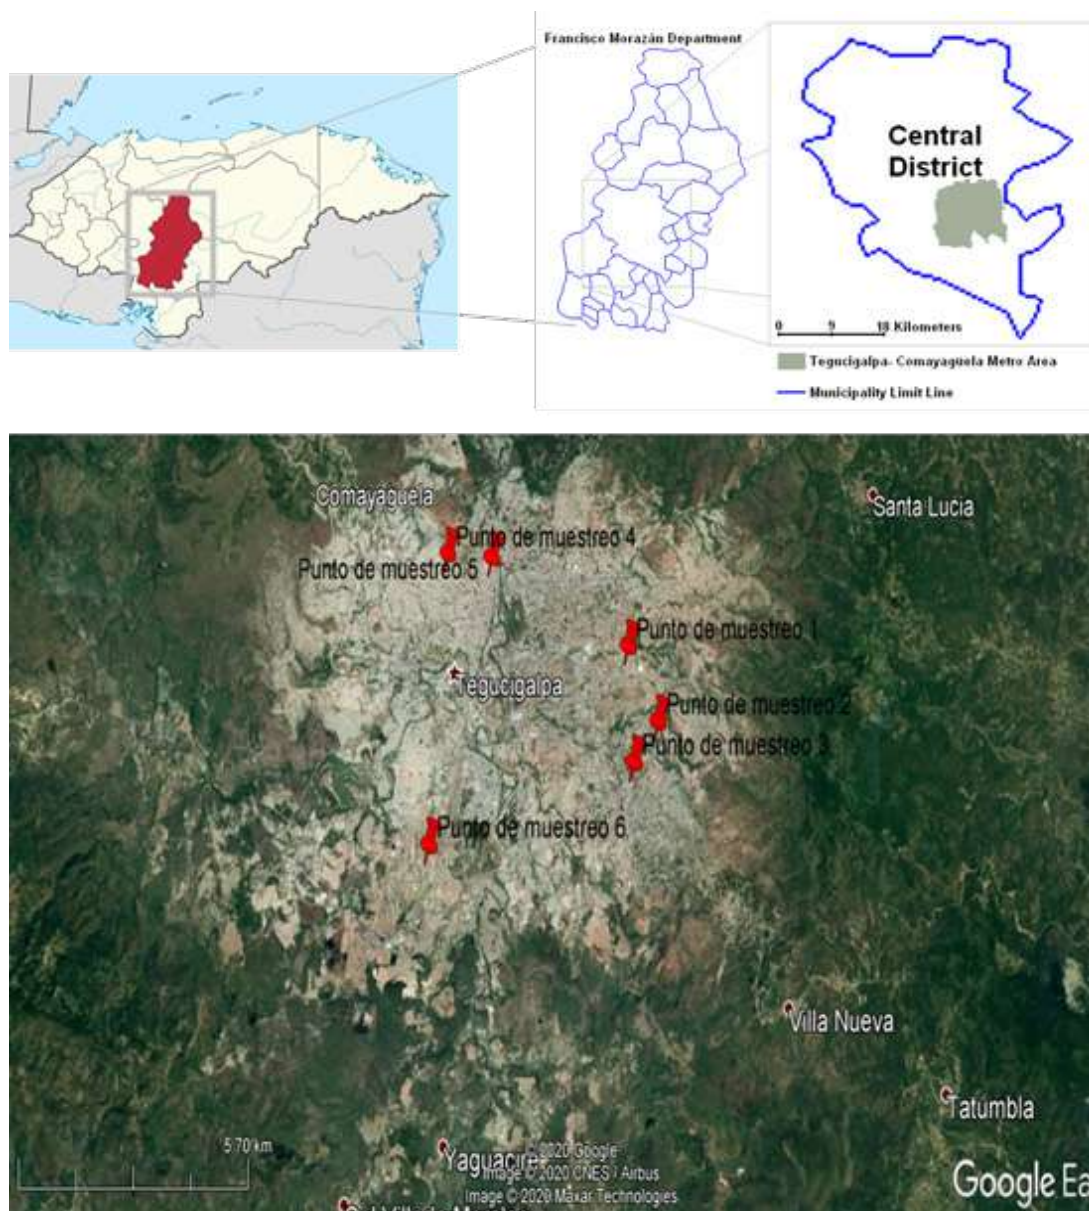 Francisco Morazán Department
Central
District
0 9 18 Kilometers
Tegucigalpa- Comayagüela Metro Area
Municipality Limit Line
Comayagüela
Santa Lucia
Punto de muestreo 4
Punto de muestreo 5
Punto de muestreo 1
Tegucigalpa
Punto de muestreo 2
Punto de muestreo 3
Punto de muestreo 6
Villa Nueva
Tatumbla
5.70 km
Yaguacire
© 2020 Google
Image © 2020 CNES / Airbus
Image © 2020 Maxar Technologies
Google Ea